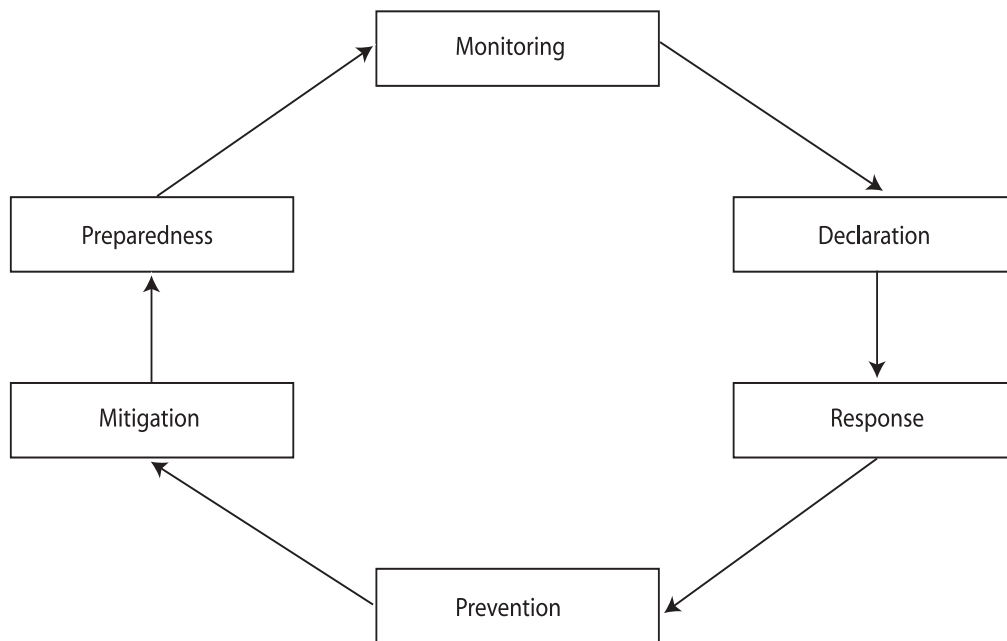 Monitoring
Preparedness
Declaration
Mitigation
Response
Prevention